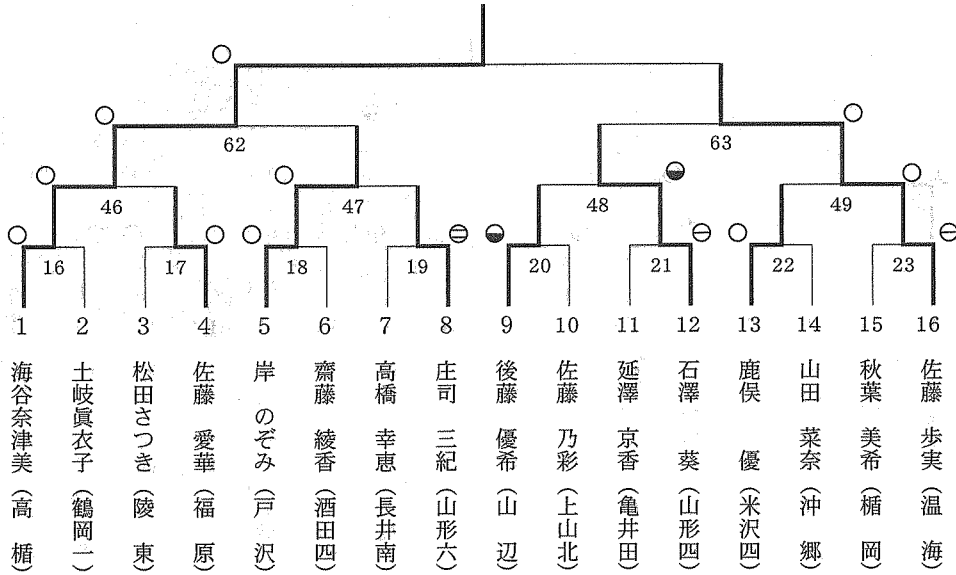 62
63
46
47
48
49
16
17
18
19
20
21
22
23
1
2
3
4
5
6
7
8
9
10
11
12
13
14
15
16
海谷奈津美（高 楯）
土岐眞衣子（鶴岡一）
松田さつき（陵 東）
佐藤 愛華（福 原）
岸 のぞみ（戸 沢）
齋藤 綾香（酒田四）
高橋 幸恵（長井南）
庄司 三紀（山形六）
後藤 優希（山 辺）
佐藤 乃彩（上山北）
延澤 京香（亀井田）
石澤 葵（山形四）
鹿俣 優（米沢四）
山田 菜奈（沖 郷）
秋葉 美希（楯 岡）
佐藤 歩実（温 海）